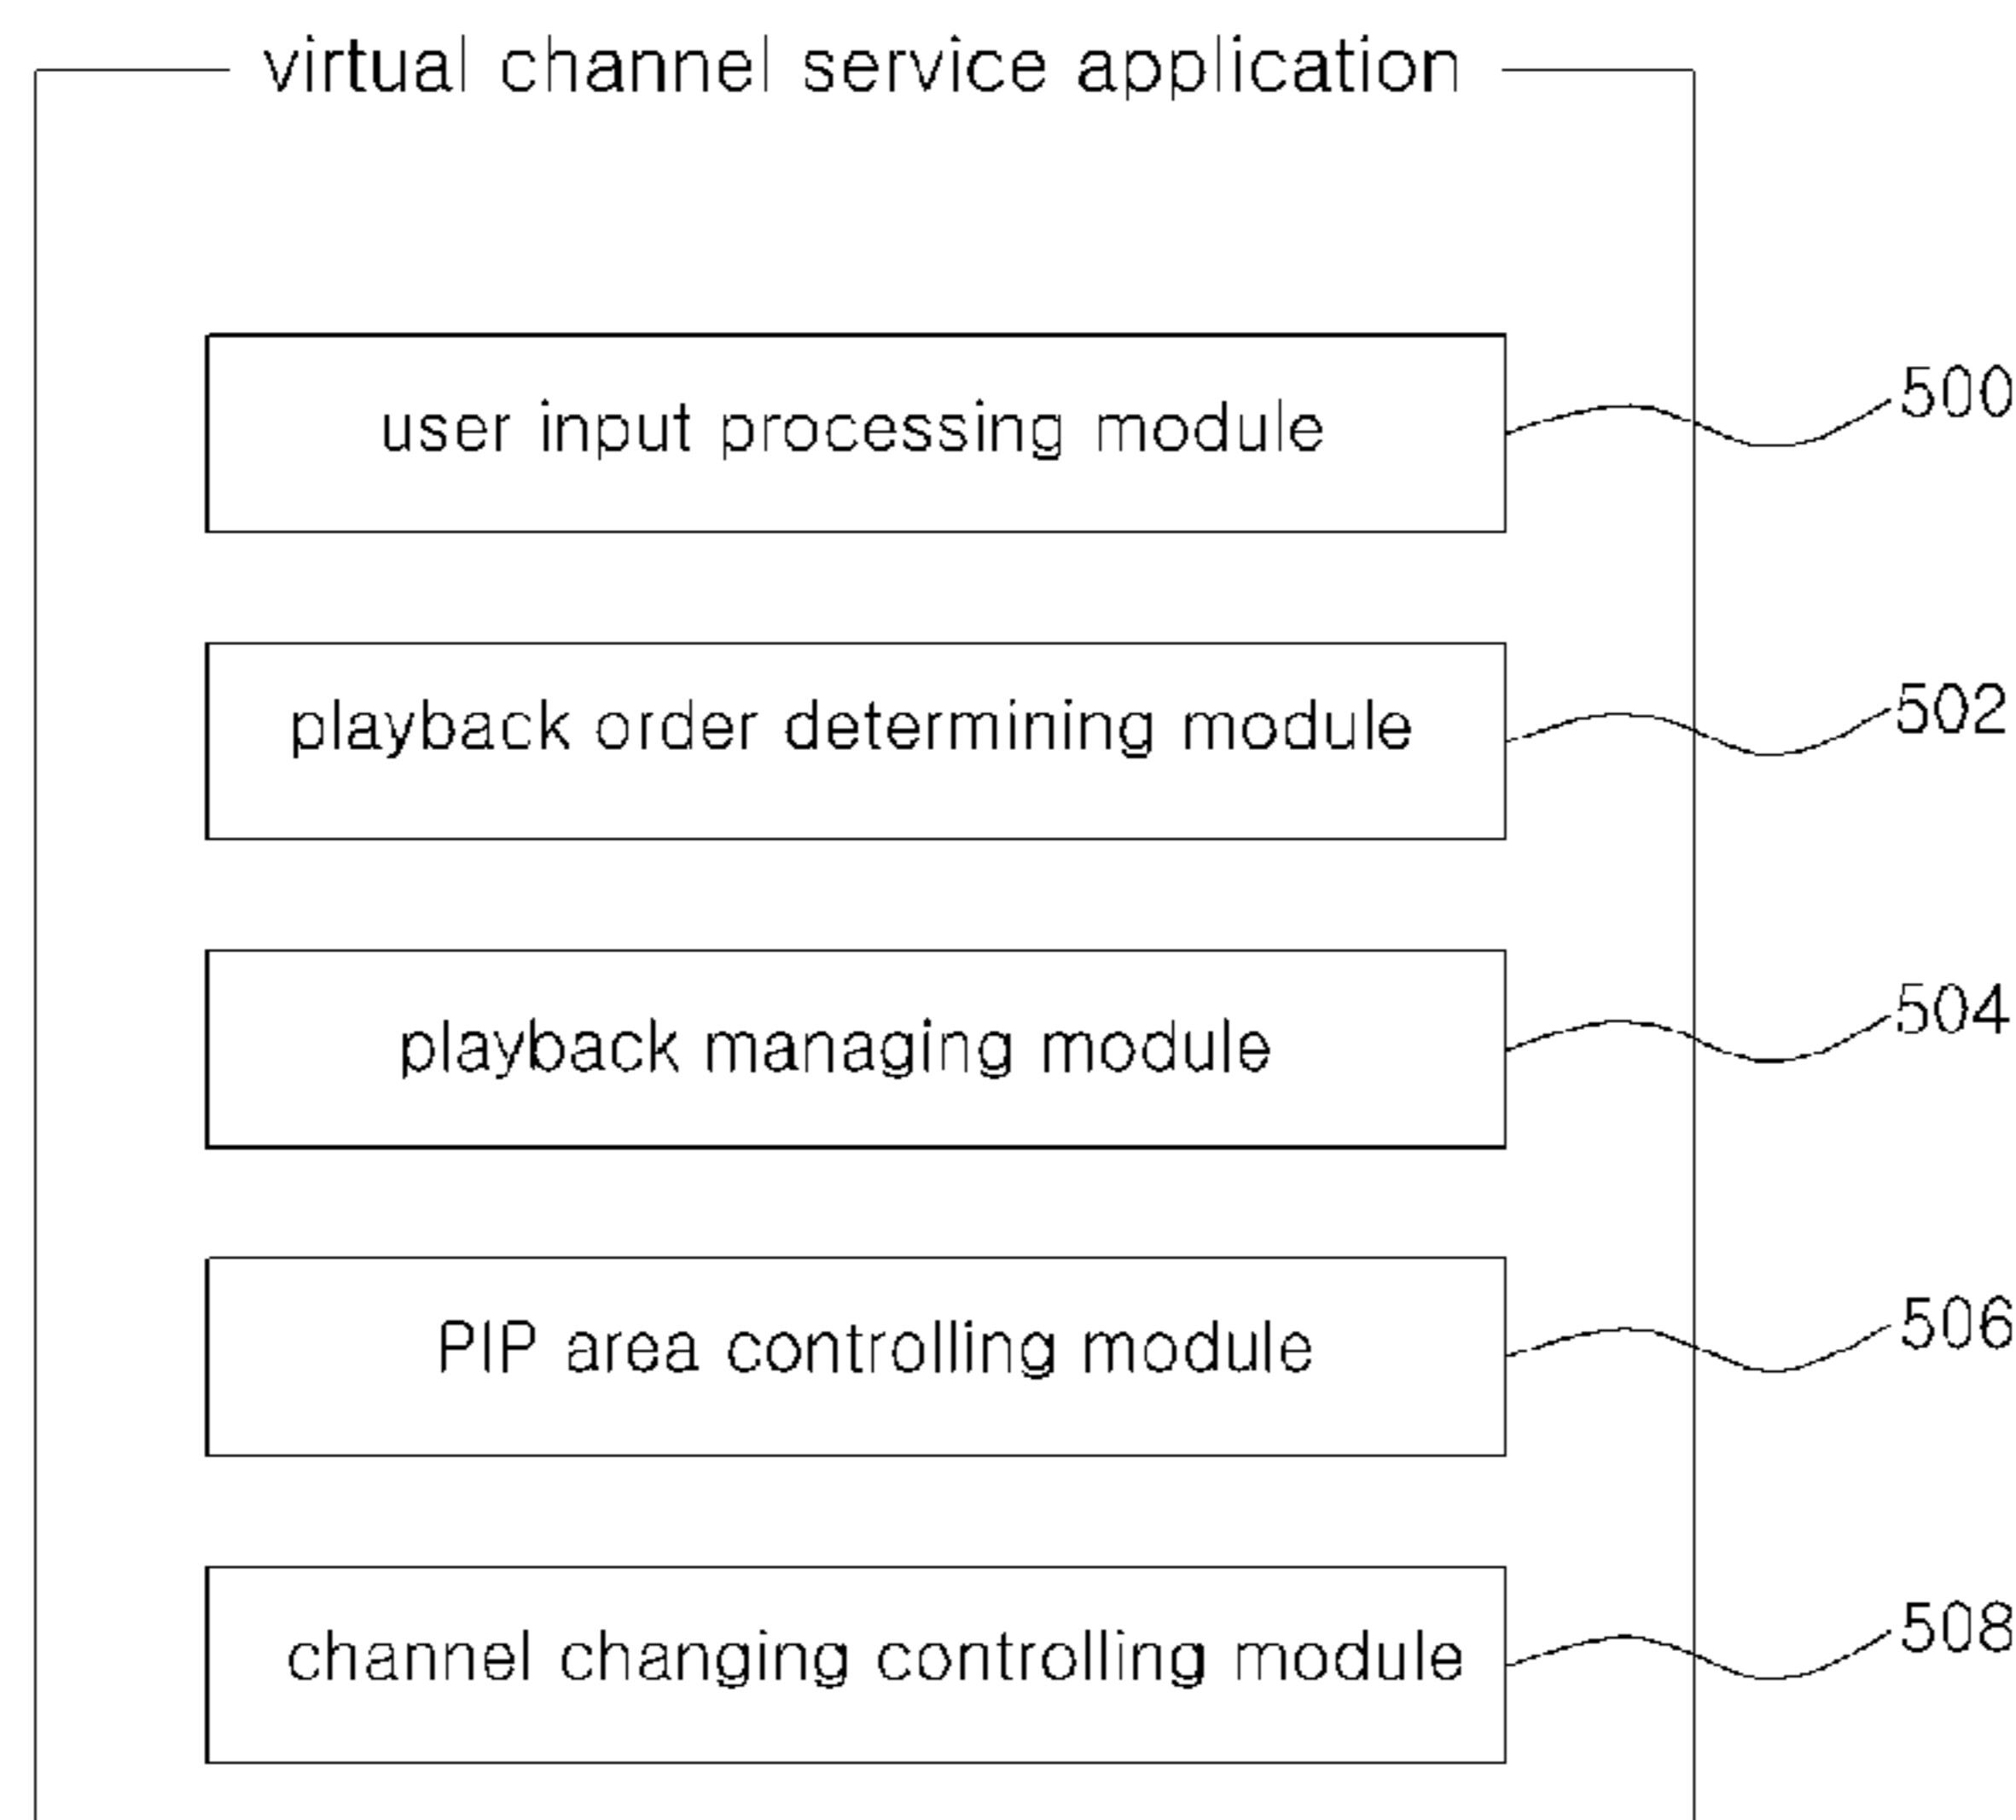 virtual channel service application
user input processing module
500
playback order determining module
502
playback managing module
504
PIP area controlling module
506
channel changing controlling module
508